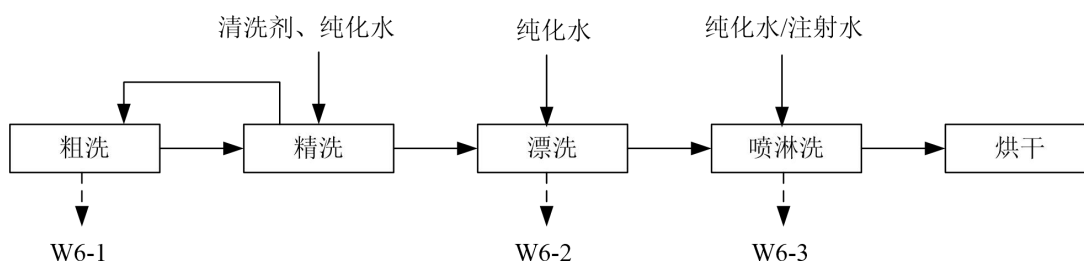 清洗剂、纯化水
纯化水
纯化水/注射水
粗洗
精洗
漂洗
喷淋洗
烘干
W6-1
W6-2
W6-3